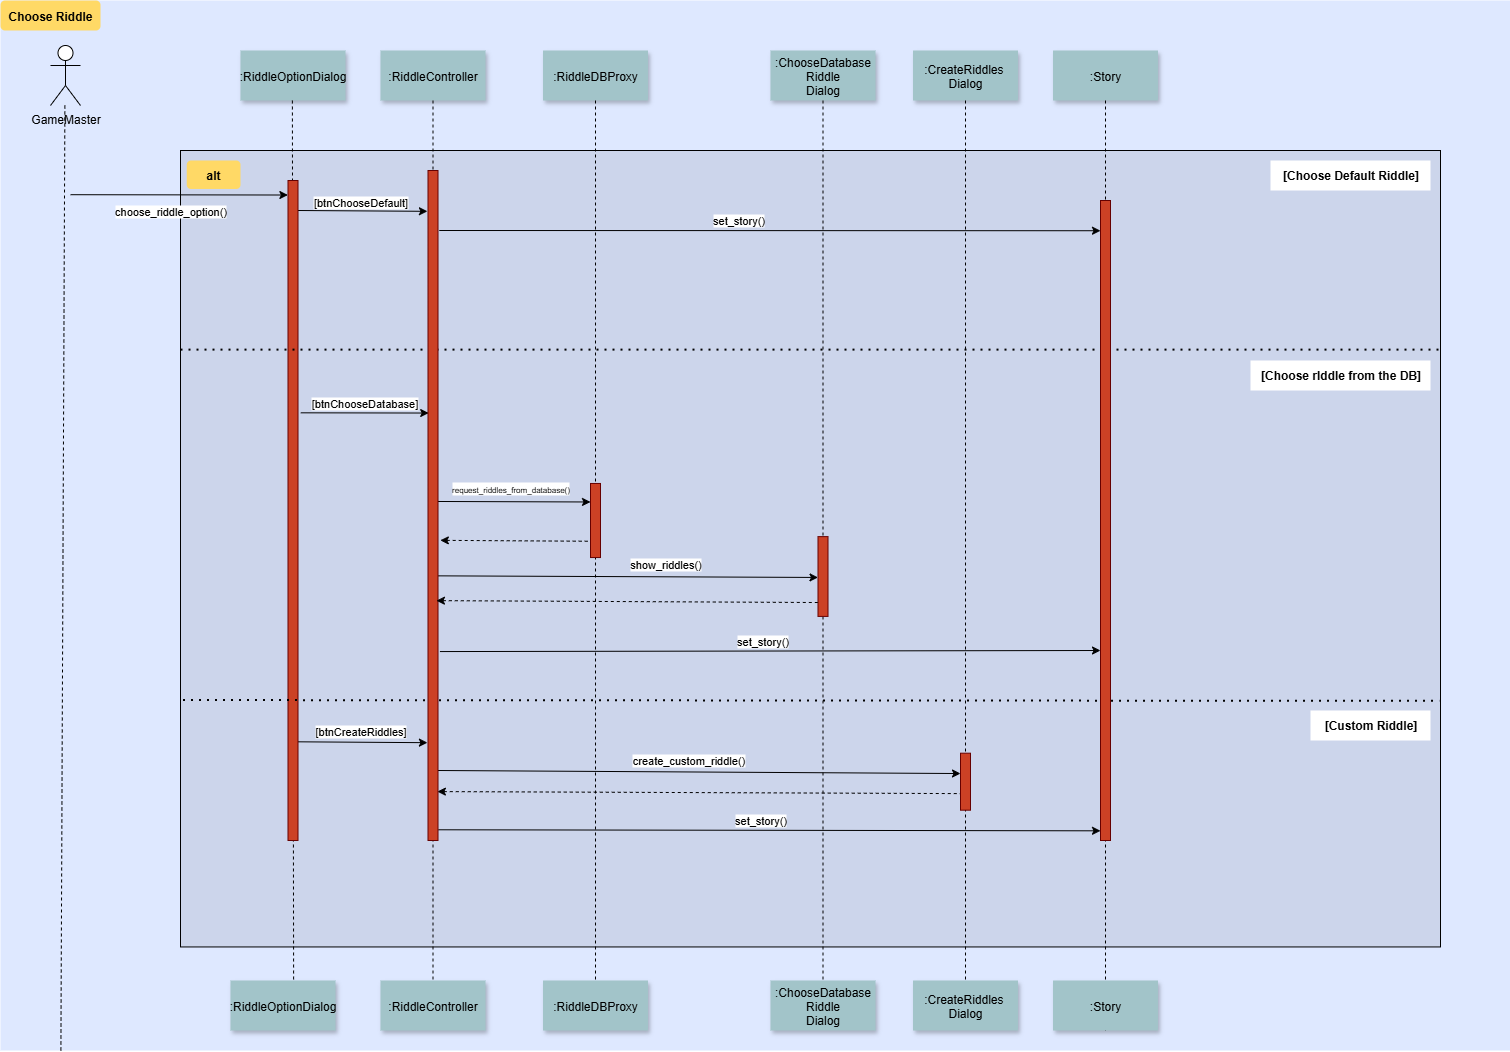 Choose Riddle
GameMaster
:RiddleOptionDialog
:RiddleController
:RiddleDBProxy
:ChooseDatabase
Riddle
Dialog
:CreateRiddles
Dialog
:Story
alt
[Choose Default Riddle]
choose_riddle_option()
[btnChooseDefault]
set_story()
[Choose rIddle from the DB]
[btnChooseDatabase]
request_riddles_from_database()
show_riddles()
set_story()
[Custom Riddle]
[btnCreateRiddles]
create_custom_riddle()
set_story()
:RiddleOptionDialog
:RiddleController
:RiddleDBProxy
:ChooseDatabase
Riddle
Dialog
:CreateRiddles
Dialog
:Story